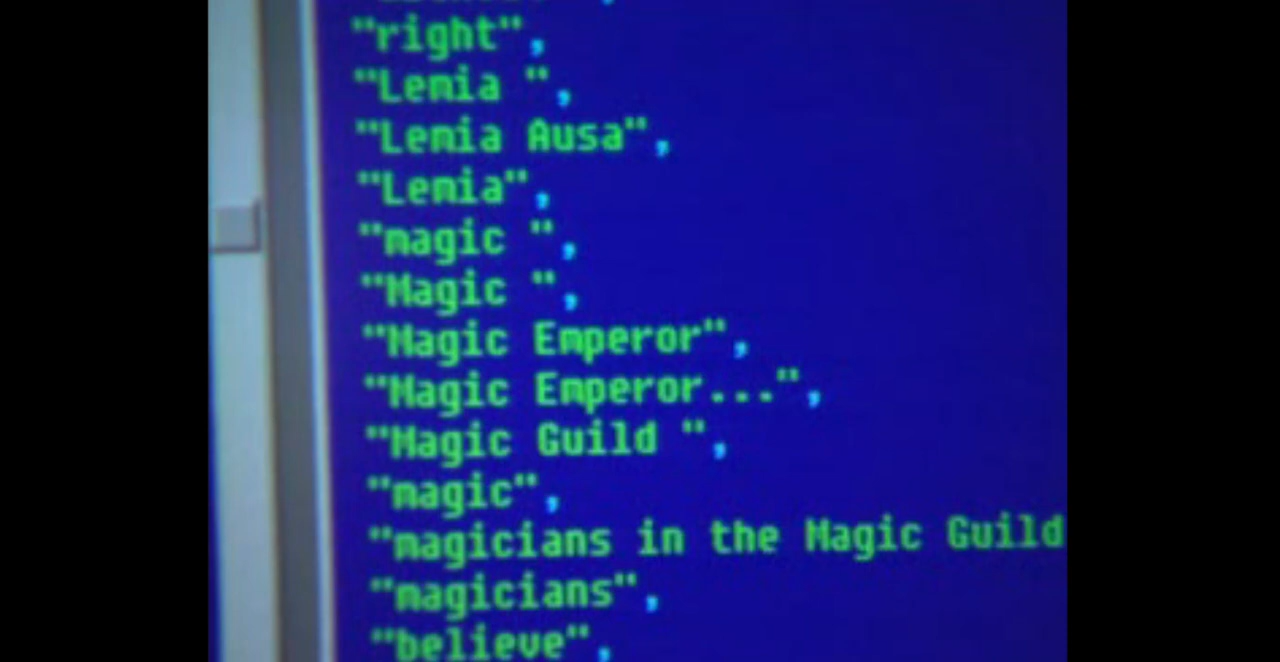 "right",
"Lemia ",
"Lemia Ausa",
"Lemia",
"magic ",
"Magic ",
"Magic Emperor",
"Magic Emperor...",
"Magic Guild ",
"magic",
"magicians in the Magic Guild
"magicians",
"believe",